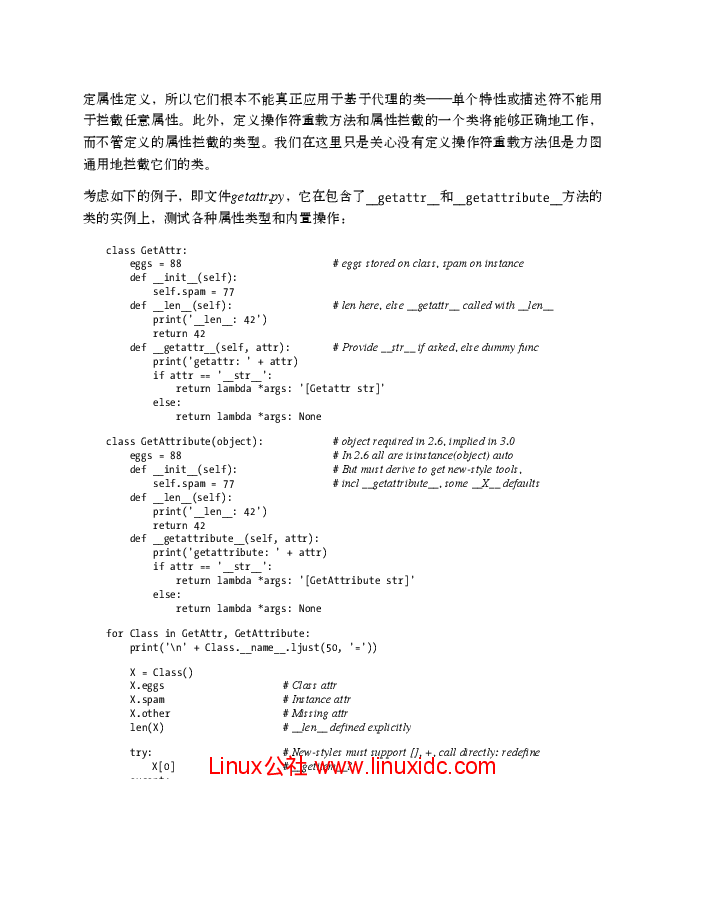 定属性定义，所以它们根本不能真正应用于基于代理的类——单个特性或描述符不能用
于拦截任意属性。此外，定义操作符重载方法和属性拦截的一个类将能够正确地工作，
而不管定义的属性拦截的类型。我们在这里只是关心没有定义操作符重载方法但是力图
通用地拦截它们的类。
考虑如下的例子，即文件getattr.py，它在包含了__getattr__和__getattribute__方法的
类的实例上，测试各种属性类型和内置操作：
class GetAttr:
    eggs = 88 # eggs stored on class, spam on instance
    def __init__(self):
        self.spam = 77
    def __len__(self): # len here, else __getattr__ called with __len__
        print('__len__: 42')
        return 42
    def __getattr__(self, attr): # Provide __str__ if asked, else dummy func
        print('getattr: ' + attr)
        if attr == '__str__':
            return lambda *args: '[Getattr str]'
        else:
            return lambda *args: None
class GetAttribute(object): # object required in 2.6, implied in 3.0
    eggs = 88 # In 2.6 all are isinstance(object) auto
    def __init__(self): # But must derive to get new-style tools,
        self.spam = 77 # incl __getattribute__, some __X__ defaults
    def __len__(self):
        print('__len__: 42')
        return 42
    def __getattribute__(self, attr):
        print('getattribute: ' + attr)
        if attr == '__str__':
            return lambda *args: '[GetAttribute str]'
        else:
            return lambda *args: None
for Class in GetAttr, GetAttribute:
    print('\n' + Class.__name__.ljust(50, '='))
    X = Class()
    X.eggs # Class attr
    X.spam # Instance attr
    X.other # Missing attr
    len(X) # __len__ defined explicitly
    try: # New-styles must support [], +, call directly: redefine
        X[0]
Linux公社 www.linuxidc.com